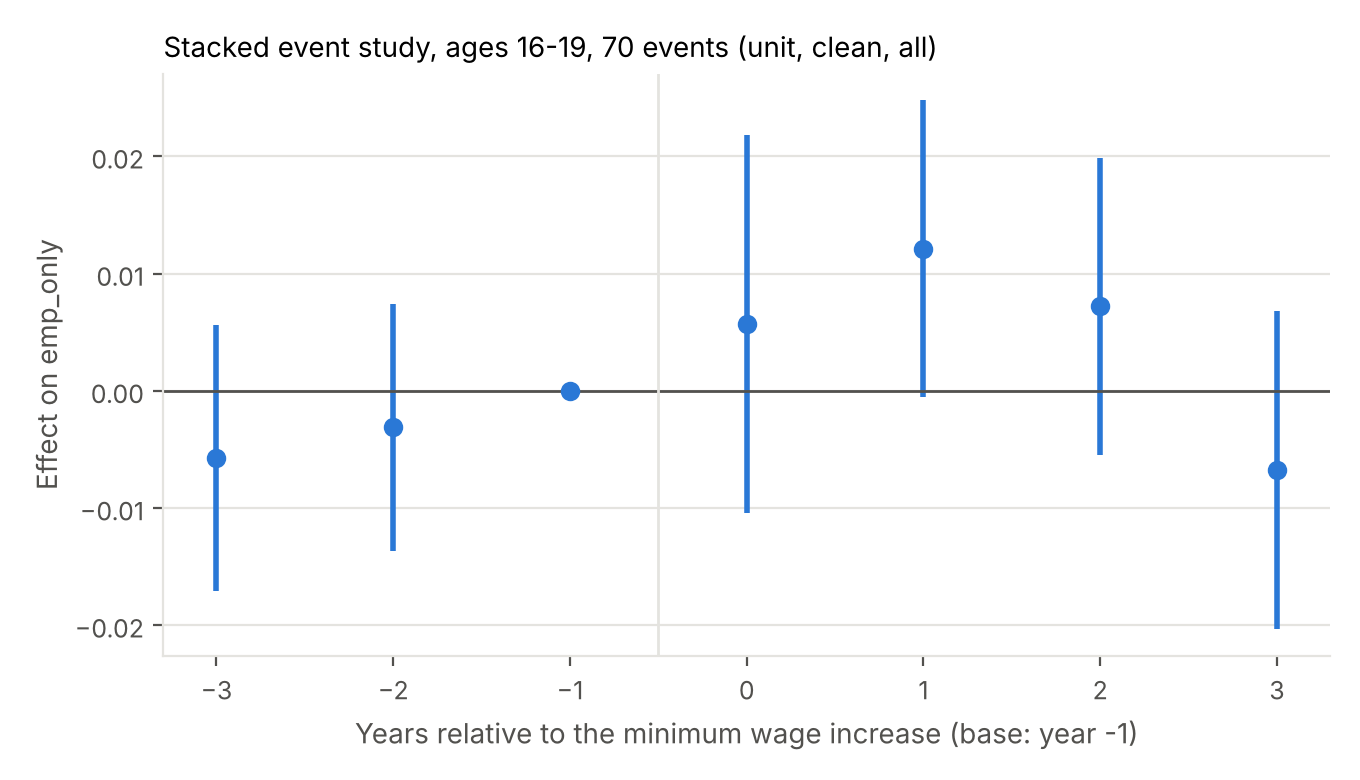 Stacked event study, ages 16-19, 70 events (unit, clean, all)
Effect on emp_only
0.02
0.01
0.00
−0.01
−0.02
−3 −2 −1 0 1 2 3
Years relative to the minimum wage increase (base: year -1)